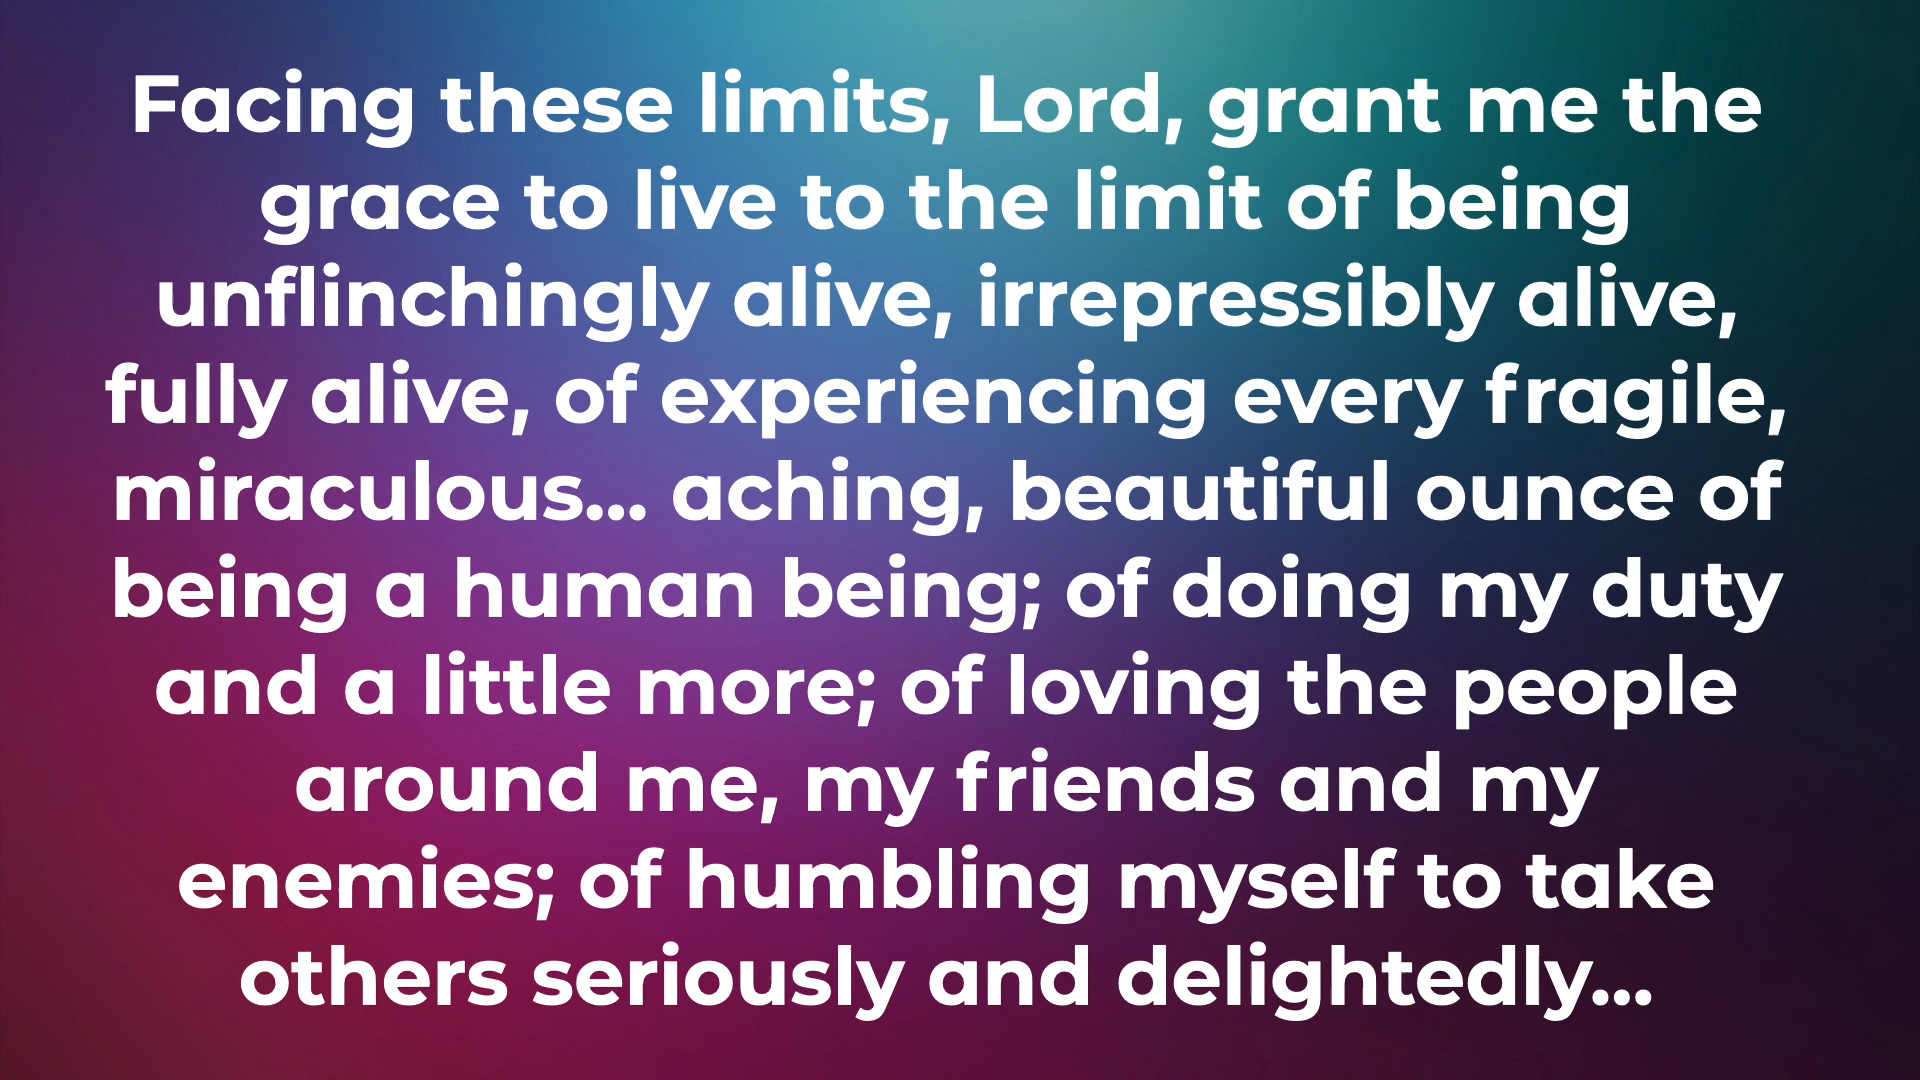 Facing these limits, Lord, grant me the
grace to live to the limit of being
unflinchingly alive, irrepressibly alive,
fully alive, of experiencing every fragile,
miraculous... aching, beautiful ounce of
being a human being; of doing my duty
and a little more; of loving the people
around me, my friends and my
enemies; of humbling myself to take
others seriously and delightedly...